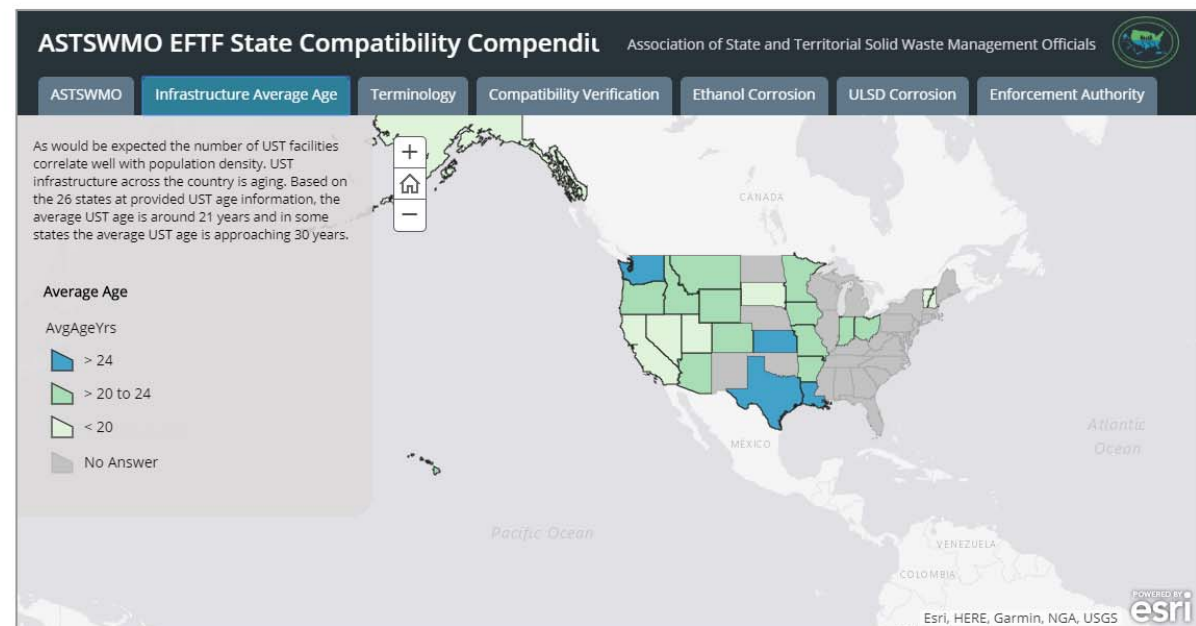 ASTSWMO EFTF State Compatibility Compendiu
Association of State and Territorial Solid Waste Management Officials
ASTSWMO
Infrastructure Average Age
Terminology
Compatibility Verification
Ethanol Corrosion
ULSD Corrosion
Enforcement Authority
As would be expected the number of UST facilities
correlate well with population density. UST
infrastructure across the country is aging. Based on
the 26 states at provided UST age information, the
average UST age is around 21 years and in some
states the average UST age is approaching 30 years.
+
−
Average Age
AvgAgeYrs
> 24
> 20 to 24
< 20
No Answer
CANADA
MÉXICO
Atlantic
Ocean
Pacific Ocean
VENEZUELA
COLOMBIA
Esri, HERE, Garmin, NGA, USGS
POWERED BY
esri